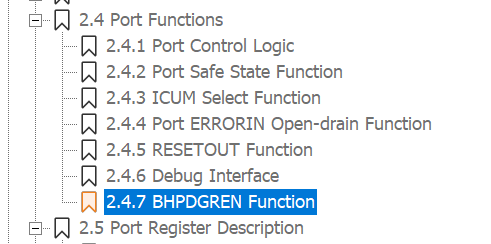 2.4 Port Functions
2.4.1 Port Control Logic
2.4.2 Port Safe State Function
2.4.3 ICUM Select Function
2.4.4 Port ERRORIN Open-drain Function
2.4.5 RESETOUT Function
2.4.6 Debug Interface
2.4.7 BHPDGREN Function
2.5 Port Register Description